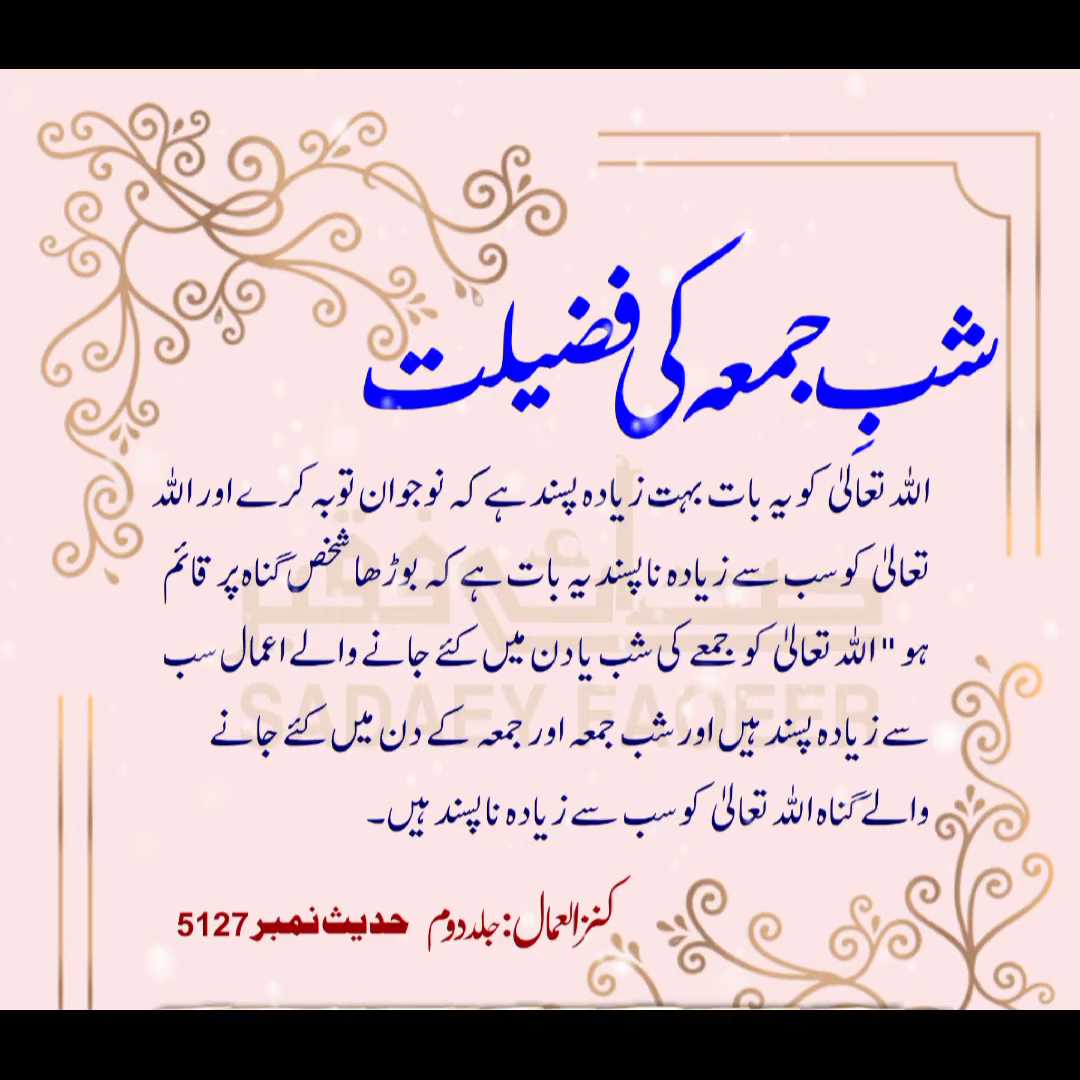 شبِ جمعہ کی فضیلت
اللہ تعالیٰ کو یہ بات بہت زیادہ پسند ہے کہ نوجوان توبہ کرے اور اللہ
تعالیٰ کو سب سے زیادہ ناپسند یہ بات ہے کہ بوڑھا شخص گناہ پر قائم
ہو "اللہ تعالیٰ کو جمعے کی شب یا دن میں کئے جانے والے اعمال سب
سے زیادہ پسند ہیں اور شب جمعہ اور جمعہ کے دن میں کئے جانے
والے گناہ اللہ تعالیٰ کو سب سے زیادہ ناپسند ہیں۔
صدائے فقیر
SADAEY FAQEER
کنزالعمال: جلد دوم حدیث نمبر 5127